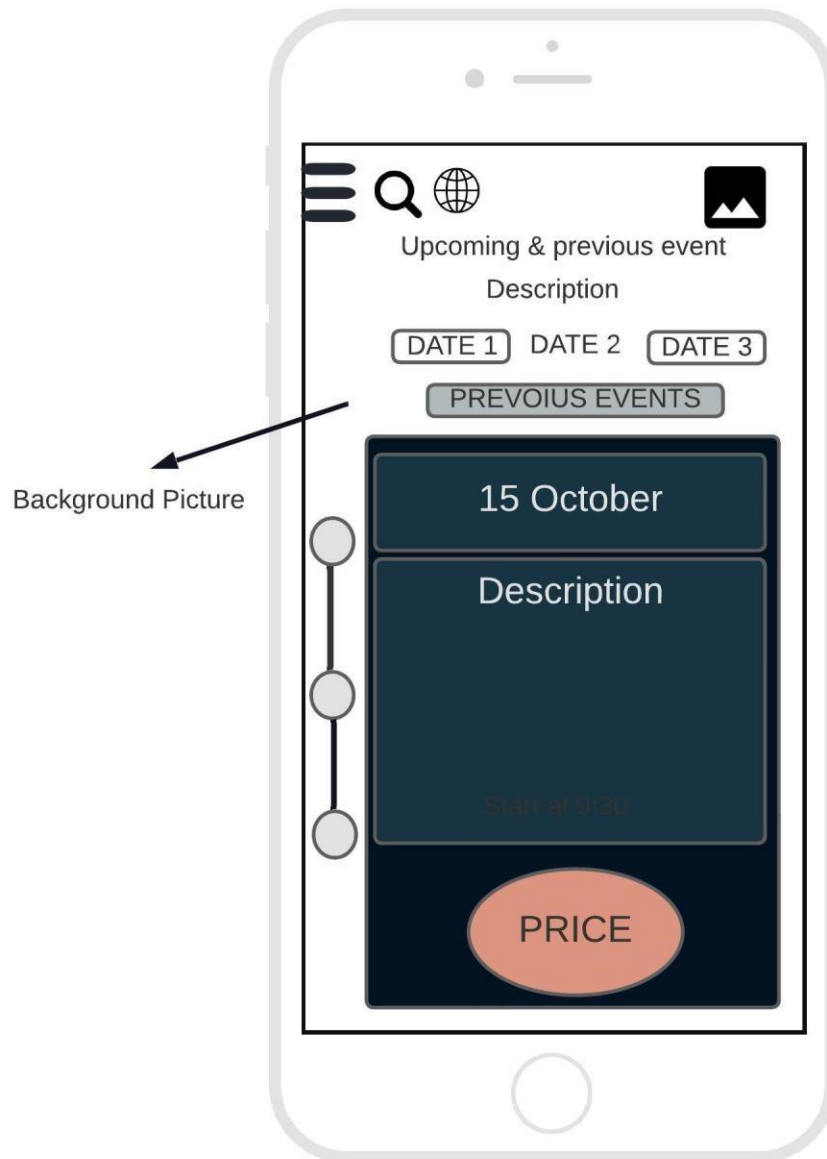 Upcoming & previous event
Description
DATE 1 DATE 2 DATE 3
PREVOIUS EVENTS
Background Picture
15 October
Description
Start at 9:30
PRICE